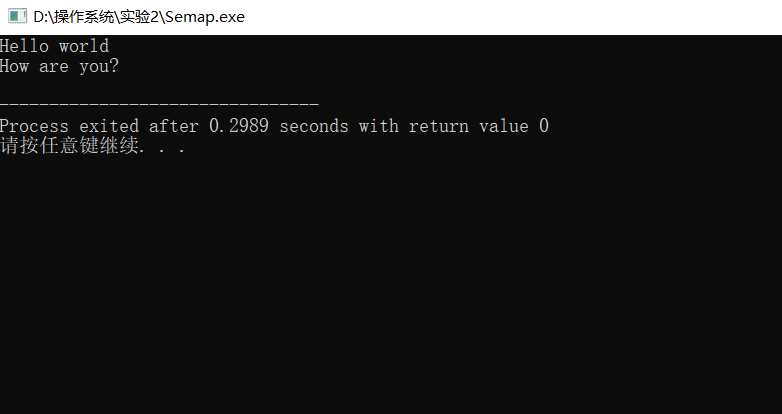 D:\操作系统\实验2\Semap.exe
Hello world
How are you?
--------------------------------
Process exited after 0.2989 seconds with return value 0
请按任意键继续. . .